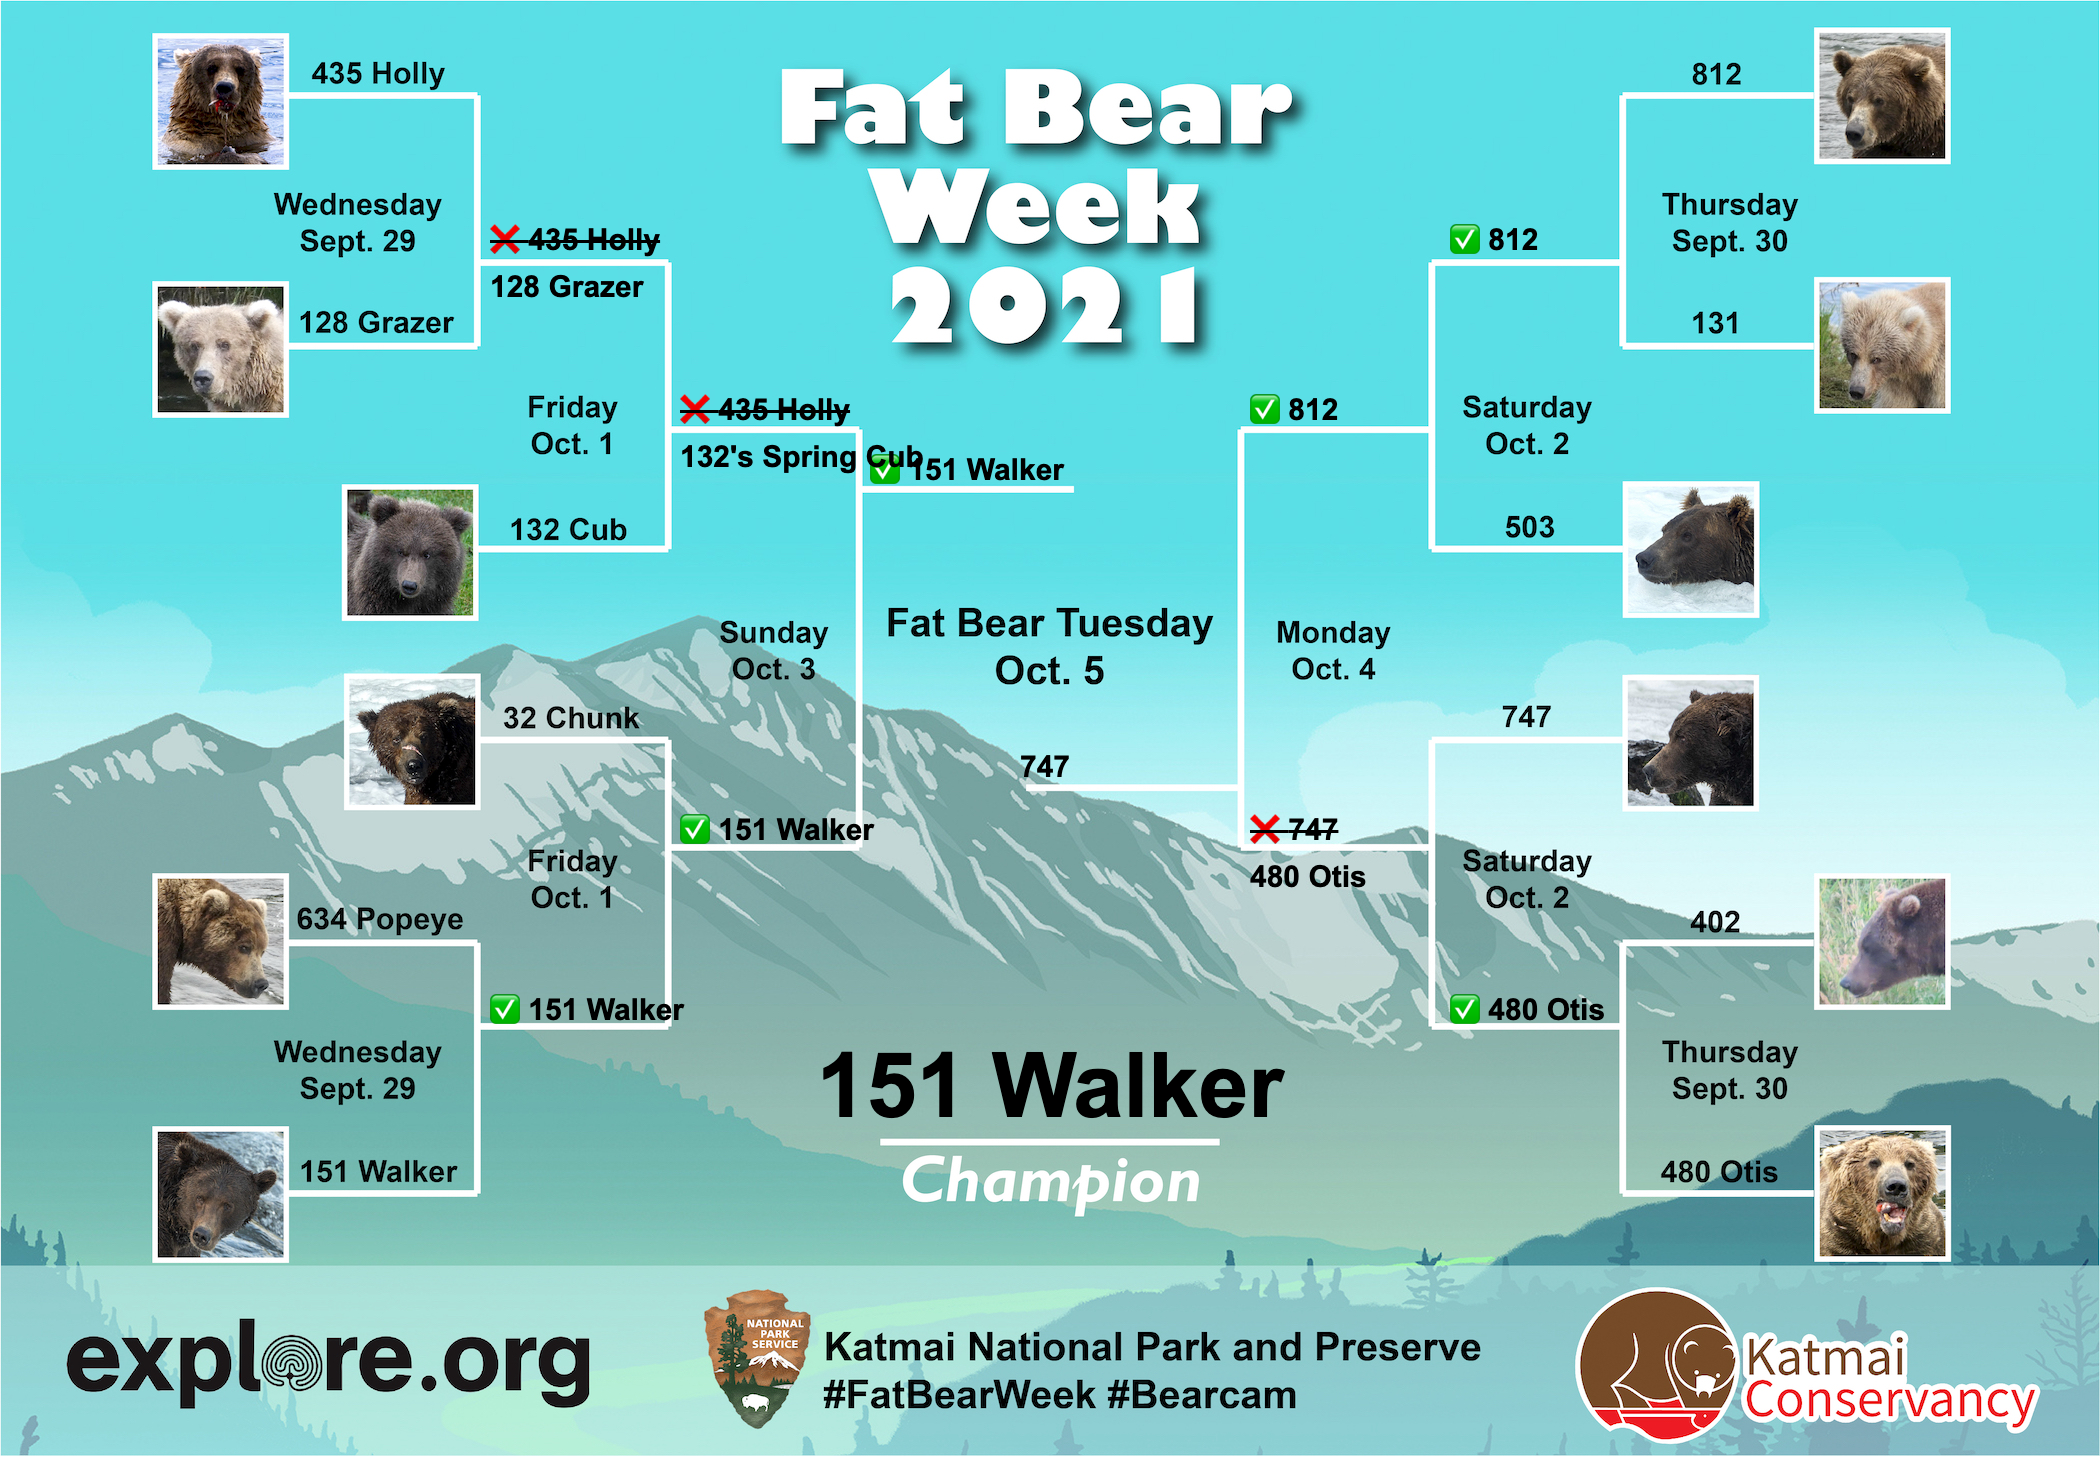 Fat Bear
Week
2021
435 Holly
Wednesday
Sept. 29
128 Grazer
❌ 435 Holly
128 Grazer
Friday
Oct. 1
132 Cub
❌ 435 Holly
132's Spring Cub
✅ 151 Walker
Sunday
Oct. 3
32 Chunk
✅ 151 Walker
Friday
Oct. 1
634 Popeye
✅ 151 Walker
Wednesday
Sept. 29
151 Walker
Fat Bear Tuesday
Oct. 5
747
812
Thursday
Sept. 30
131
✅ 812
Saturday
Oct. 2
503
✅ 812
Monday
Oct. 4
747
❌ 747
480 Otis
Saturday
Oct. 2
402
✅ 480 Otis
Thursday
Sept. 30
480 Otis
151 Walker
Champion
explore.org
NATIONAL
PARK
SERVICE
Katmai National Park and Preserve
#FatBearWeek #Bearcam
Katmai
Conservancy